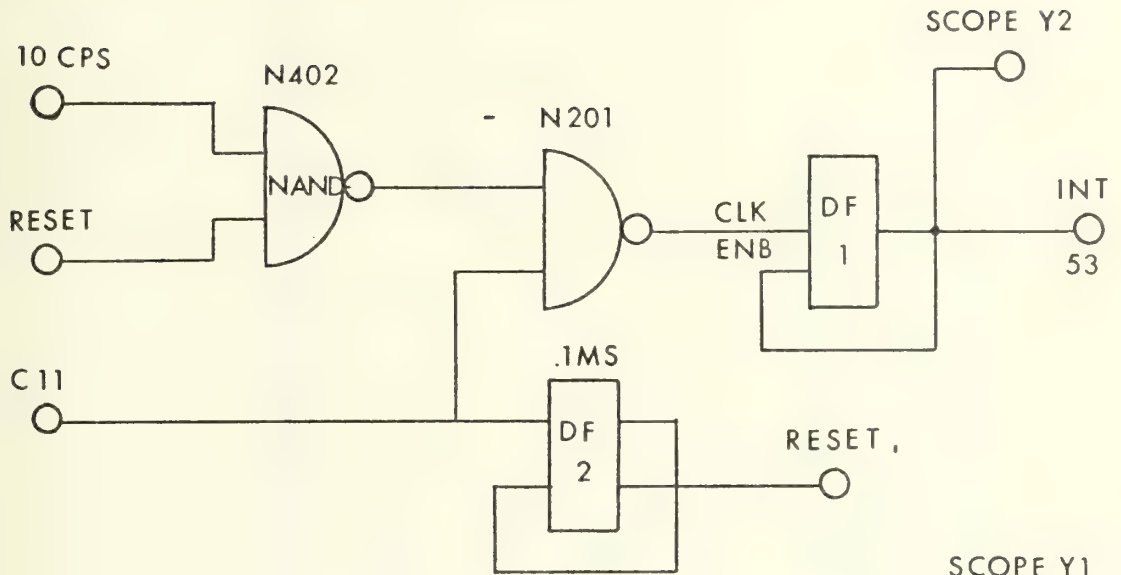 SCOPE Y2
10 CPS
N402
N201
NAND
CLK
ENB
DF
1
INT
53
RESET
C11
.1MS
DF
2
RESET,
SCOPE Y1